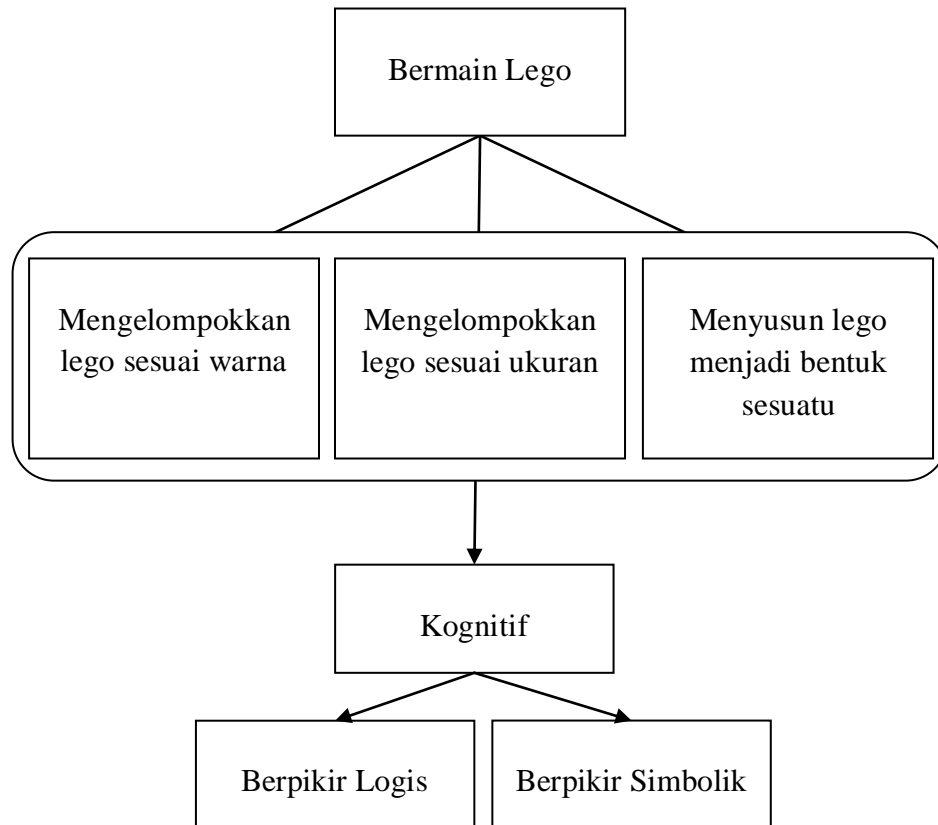 Bermain Lego
Mengelompokkan
lego sesuai warna
Mengelompokkan
lego sesuai ukuran
Menyusun lego
menjadi bentuk
sesuatu
Kognitif
Berpikir Logis
Berpikir Simbolik